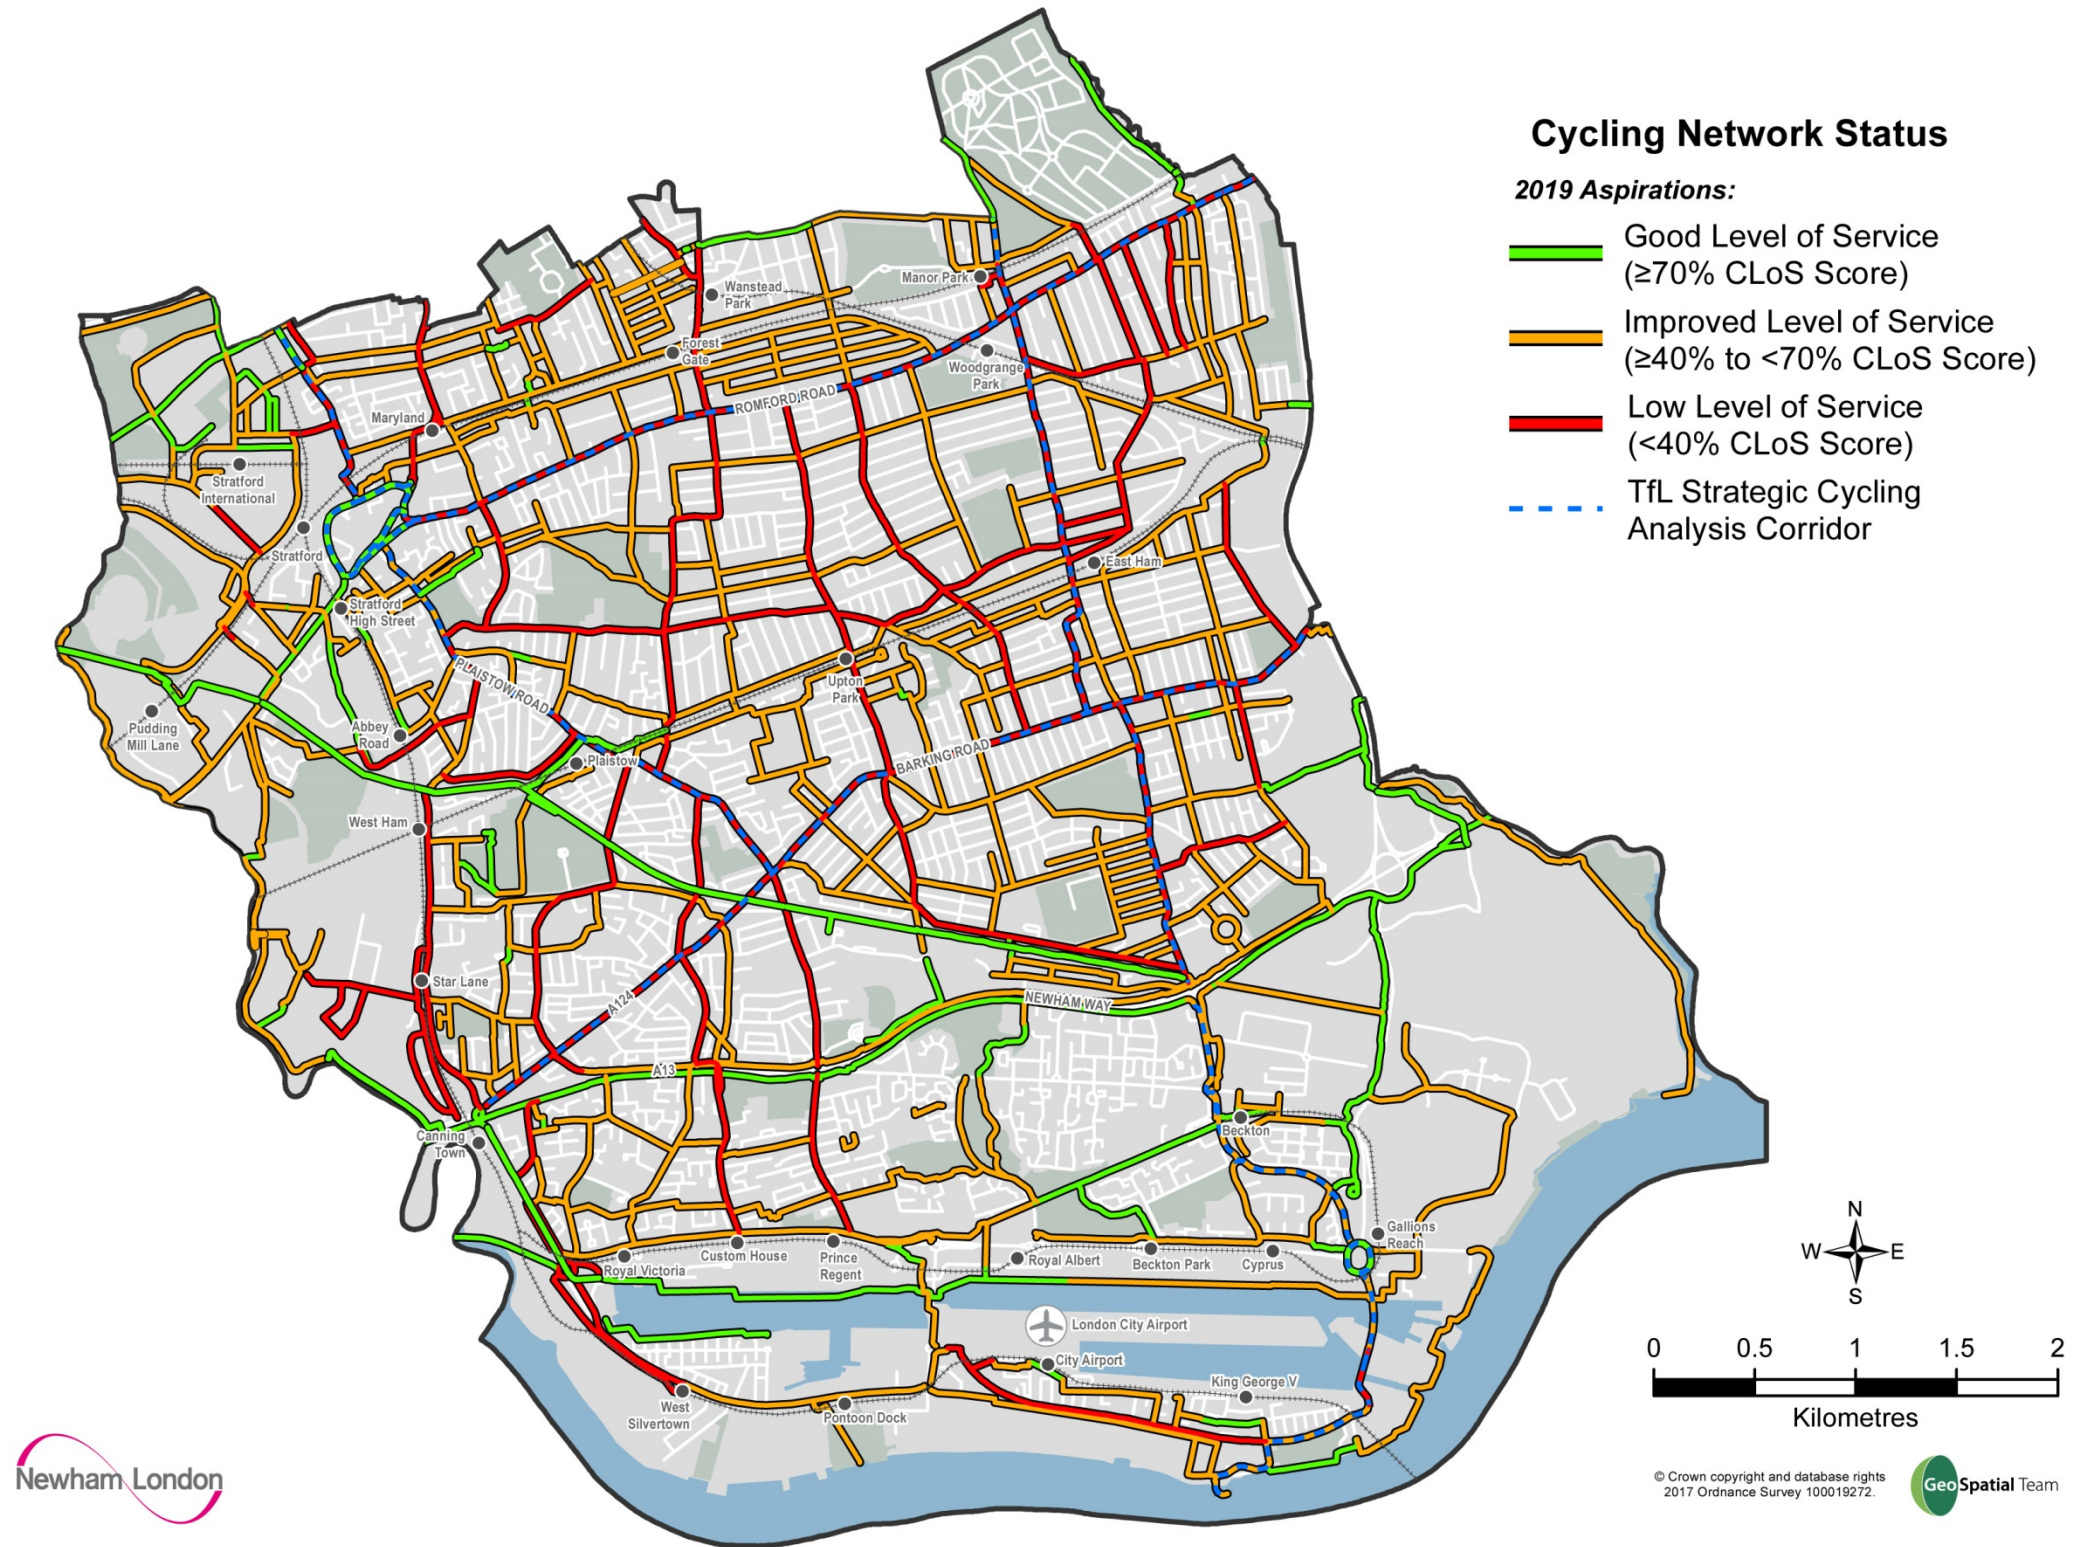 Cycling Network Status
2019 Aspirations:
Good Level of Service
(≥70% CLoS Score)
Improved Level of Service
(≥40% to <70% CLoS Score)
Low Level of Service
(<40% CLoS Score)
TfL Strategic Cycling
Analysis Corridor
Manor Park
Wanstead
Park
Forest
Gate
Woodgrange
Park
ROMFORD ROAD
Maryland
Stratford
International
Stratford
East Ham
Stratford
High Street
PLAISTOW ROAD
Upton
Park
Pudding
Mill Lane
Abbey
Road
Plaistow
BARKING ROAD
West Ham
Star Lane
A124
NEWHAM WAY
A13
Canning
Town
Beckton
Royal Victoria
Custom House
Prince
Regent
Royal Albert
Beckton Park
Cyprus
Gallions
Reach
London City Airport
City Airport
King George V
West
Silvertown
Pontoon Dock
N
W
E
S
0
0.5
1
1.5
2
Kilometres
Newham London
© Crown copyright and database rights
2017 Ordnance Survey 100019272.
GeoSpatial Team